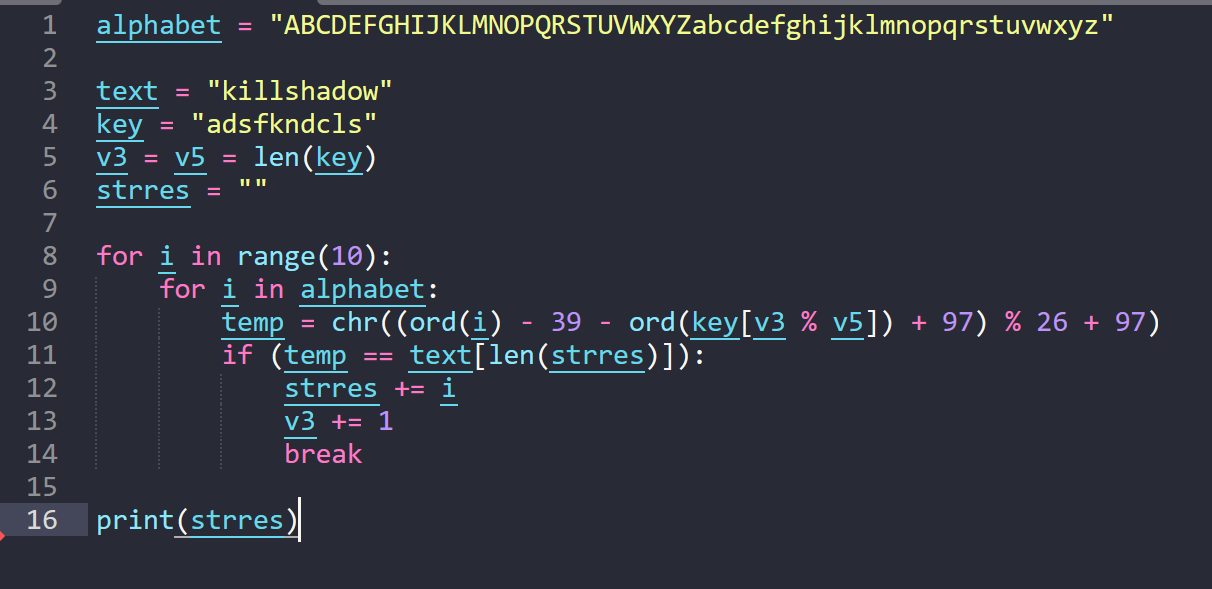 1 alphabet = "ABCDEFGHIJKLMNOPQRSTUVWXYZabcdefghijklmnopqrstuvwxyz"
2
3 text = "killshadow"
4 key = "adsfkndcls"
5 v3 = v5 = len(key)
6 strres = ""
7
8 for i in range(10):
9     for i in alphabet:
10         temp = chr((ord(i) - 39 - ord(key[v3 % v5]) + 97) % 26 + 97)
11         if (temp == text[len(strres)]):
12             strres += i
13             v3 += 1
14             break
15
16 print(strres)